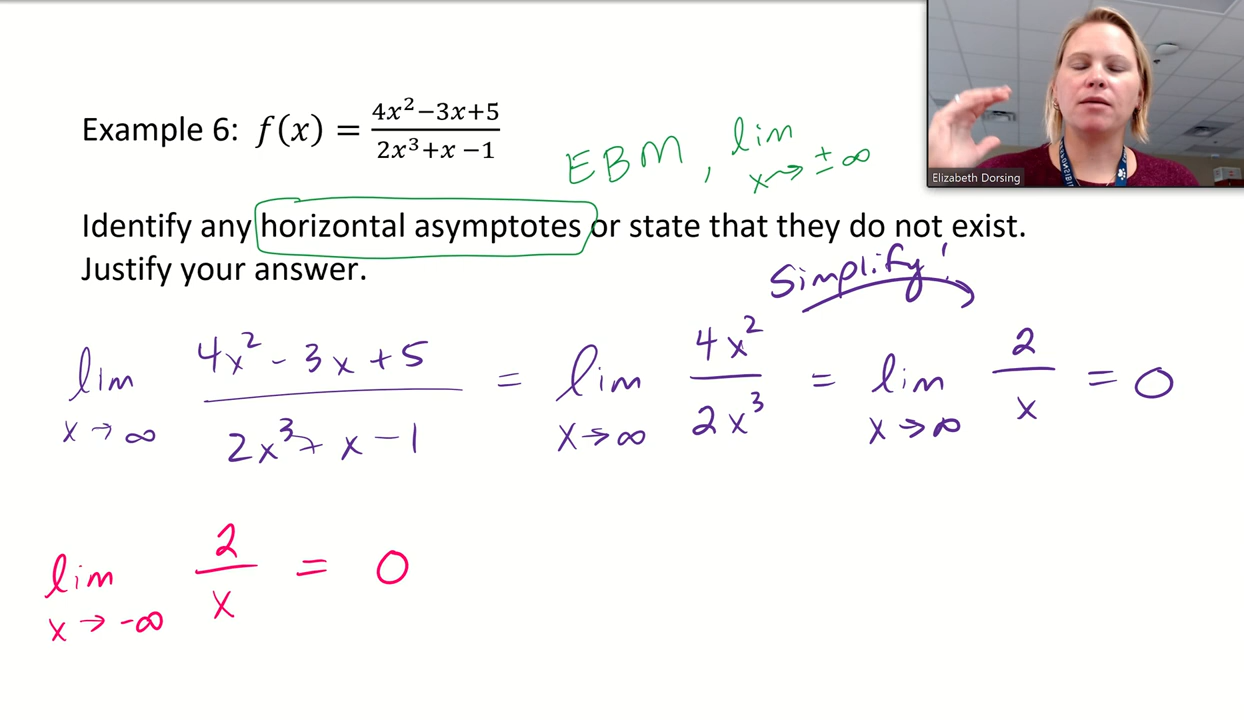 Example 6: f(x) = (4x²−3x+5)/(2x³+x −1)
EBM, lim x→±∞
Elizabeth Dorsing
Identify any horizontal asymptotes or state that they do not exist.
Justify your answer.
Simplify!
lim x→∞ (4x² - 3x + 5)/(2x³ + x - 1) = lim x→∞ 4x²/2x³ = lim x→∞ 2/x = 0
lim x→-∞ 2/x = 0